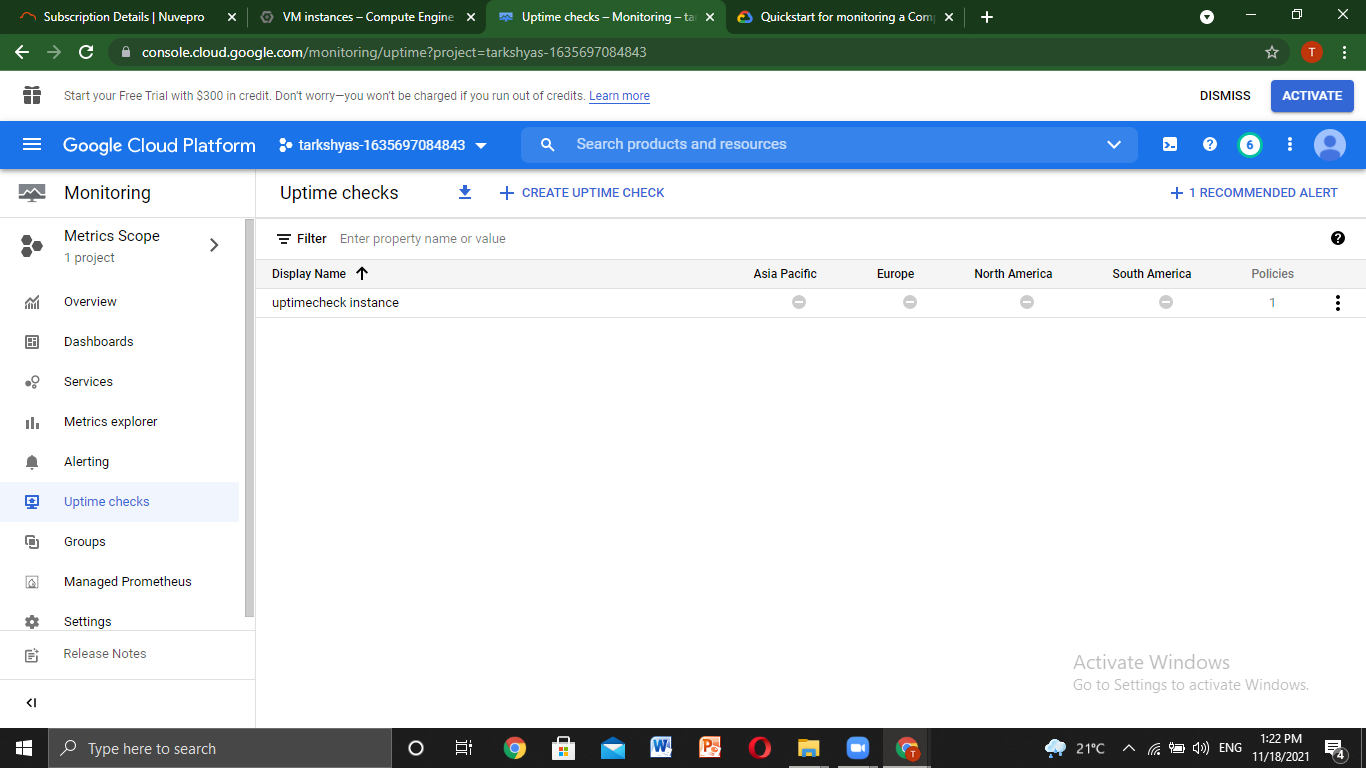 Subscription Details | Nuvepro
VM instances – Compute Engine
Uptime checks – Monitoring – ta
Quickstart for monitoring a Com
console.cloud.google.com/monitoring/uptime?project=tarkshyas-1635697084843
T
Start your Free Trial with $300 in credit. Don't worry—you won't be charged if you run out of credits. Learn more
DISMISS
ACTIVATE
Google Cloud Platform
tarkshyas-1635697084843
Search products and resources
6
Monitoring
Uptime checks
CREATE UPTIME CHECK
1 RECOMMENDED ALERT
Metrics Scope
1 project
Filter Enter property name or value
Display Name
Asia Pacific
Europe
North America
South America
Policies
uptimecheck instance
1
Overview
Dashboards
Services
Metrics explorer
Alerting
Uptime checks
Groups
Managed Prometheus
Settings
Release Notes
Activate Windows
Go to Settings to activate Windows.
Type here to search
T
21°C
ENG
1:22 PM
11/18/2021
4